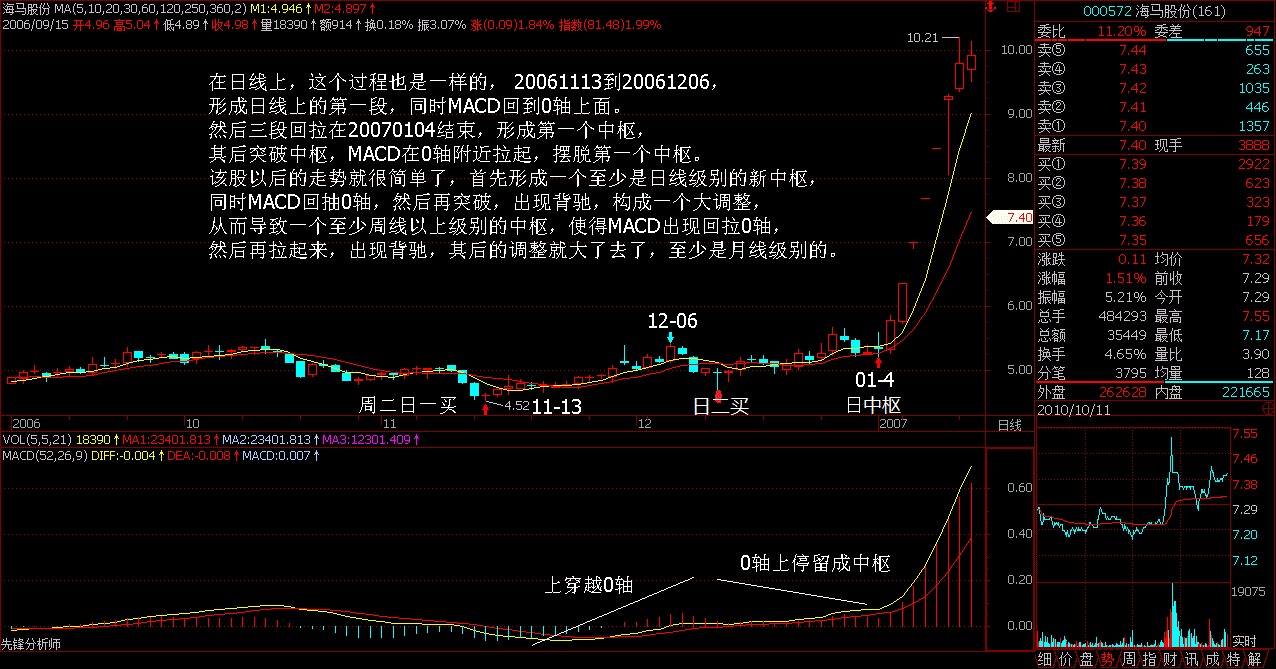 海马股份 MA(5,10,20,30,60,120,250,360,2) M1:4.946↑ M2:4.897↑
2006/09/15 开4.96 高5.04↑ 低4.89↑ 收4.98↑ 量18390↑ 额914↑ 换0.18% 振3.07% 涨(0.09)1.84% 指数(81.48)1.99%
在日线上，这个过程也是一样的， 20061113到20061206，
形成日线上的第一段，同时MACD回到0轴上面。
然后三段回拉在20070104结束，形成第一个中枢，
其后突破中枢，MACD在0轴附近拉起，摆脱第一个中枢。
该股以后的走势就很简单了，首先形成一个至少是日线级别的新中枢，
同时MACD回抽0轴，然后再突破，出现背驰，构成一个大调整，
从而导致一个至少周线以上级别的中枢，使得MACD出现回拉0轴，
然后再拉起来，出现背驰，其后的调整就大了去了，至少是月线级别的。
10.21
10.00
9.00
8.00
7.40
7.00
6.00
5.00
12-06
01-4
日中枢
周二日一买
4.52
11-13
日二买
2006
10
11
12
2007
日线
VOL(5,5,21) 18390↑ MA1:23401.813↑ MA2:23401.813↑ MA3:12301.409↑
MACD(52,26,9) DIFF:-0.004↑ DEA:-0.008↑ MACD:0.007↑
0.60
0.40
0.20
0.00
0轴上停留成中枢
上穿越0轴
先锋分析师
000572 海马股份(161)
委比 11.20% 委差 947
卖⑤ 7.44 655
卖④ 7.43 263
卖③ 7.42 1035
卖② 7.41 446
卖① 7.40 1357
最新 7.40 现手 3888
买① 7.39 2922
买② 7.38 623
买③ 7.37 323
买④ 7.36 179
买⑤ 7.35 656
涨跌 0.11 均价 7.32
涨幅 1.51% 前收 7.29
振幅 5.21% 今开 7.29
总手 484293 最高 7.55
总额 35449 最低 7.17
换手 4.65% 量比 3.90
分笔 3795 均量 128
外盘 262628 内盘 221665
2010/10/11
7.55
7.46
7.38
7.29
7.20
7.12
19075
实时
细 价 盘 势 周 指 财 讯 成 特 解